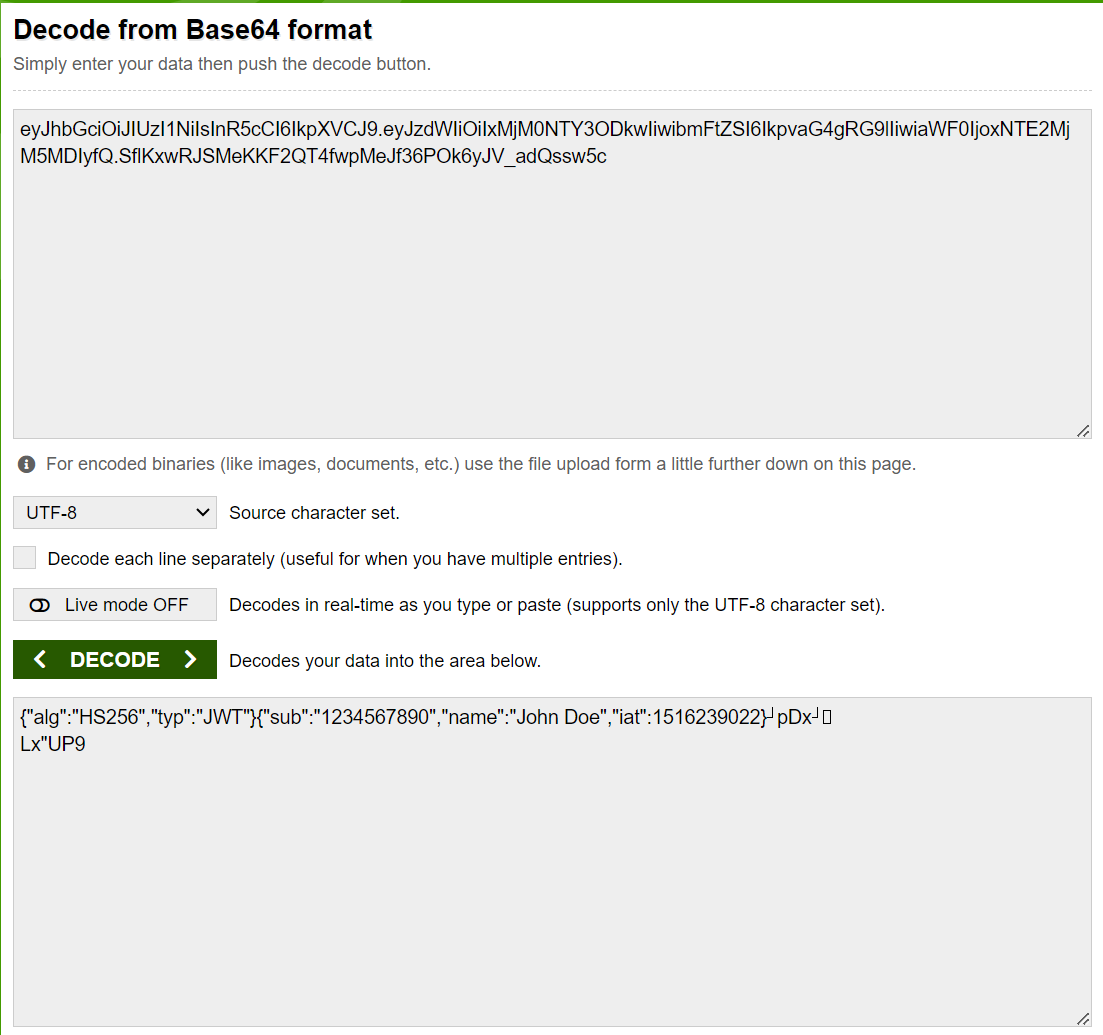 Decode from Base64 format
Simply enter your data then push the decode button.
eyJhbGciOiJIUzI1NiIsInR5cCI6IkpXVCJ9.eyJzdWIiOiIxMjM0NTY3ODkwIiwibmFtZSI6IkpvaG4gRG9lIiwiaWF0IjoxNTE2Mj
M5MDIyfQ.SflKxwRJSMeKKF2QT4fwpMeJf36POk6yJV_adQssw5c
For encoded binaries (like images, documents, etc.) use the file upload form a little further down on this page.
UTF-8 Source character set.
Decode each line separately (useful for when you have multiple entries).
Live mode OFF Decodes in real-time as you type or paste (supports only the UTF-8 character set).
< DECODE > Decodes your data into the area below.
{"alg":"HS256","typ":"JWT"}{"sub":"1234567890","name":"John Doe","iat":1516239022}┘pDx┘▯
Lx"UP9